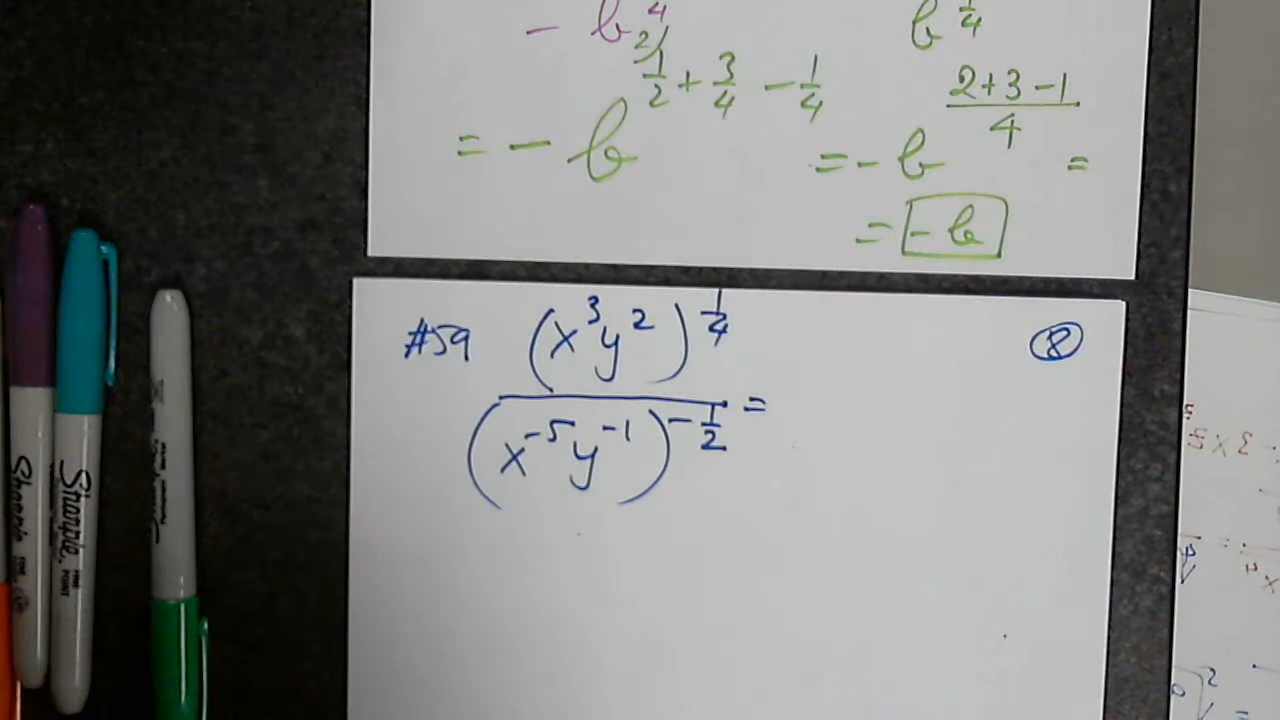 - b^4 b^{1/4}
= - b^{1/2 + 3/4 - 1/4} = - b^{(2+3-1)/4} =
= - b
#59 (x^3 y^2)^{1/4} / (x^{-5} y^{-1})^{-1/2} = 8
Sharpie
Sharpie